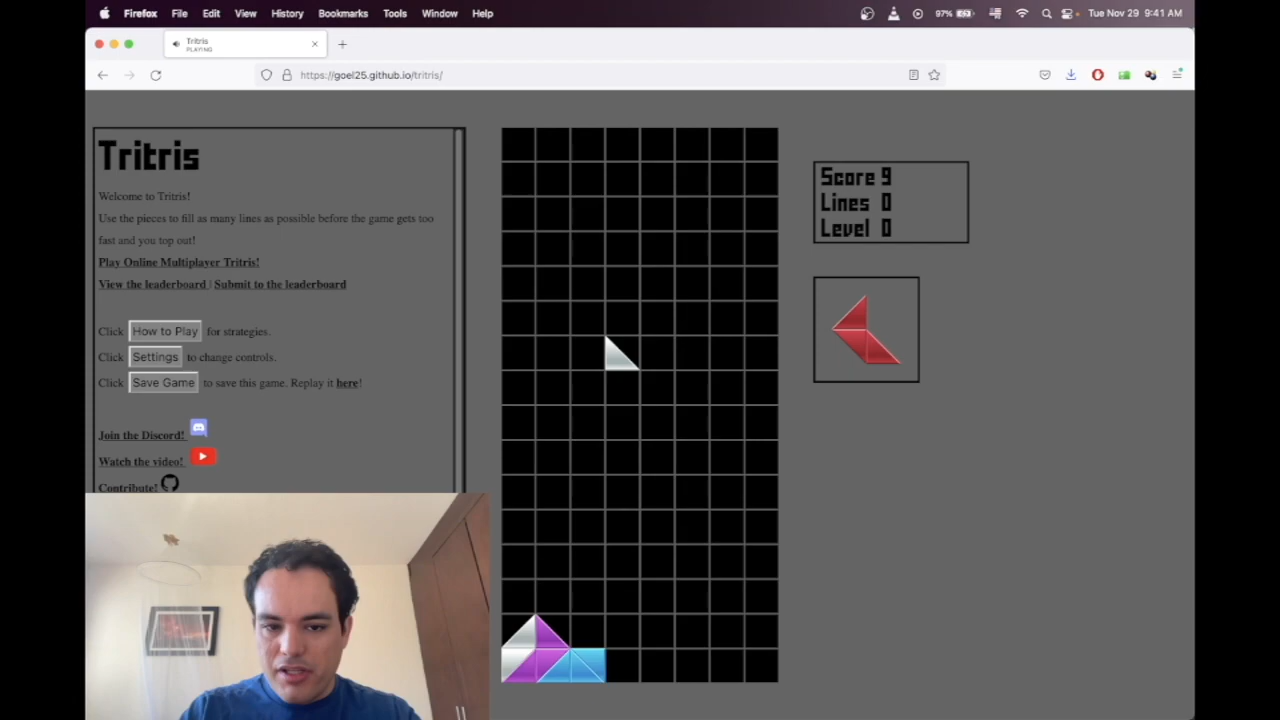 Firefox File Edit View History Bookmarks Tools Window Help
97% Tue Nov 29 9:41 AM
Tritris
PLAYING
https://goel25.github.io/tritris/
Tritris
Welcome to Tritris!
Use the pieces to fill as many lines as possible before the game gets too
fast and you top out!
Play Online Multiplayer Tritris!
View the leaderboard | Submit to the leaderboard
Click How to Play for strategies.
Click Settings to change controls.
Click Save Game to save this game. Replay it here!
Join the Discord!
Watch the video!
Contribute!
Score 9
Lines 0
Level 0